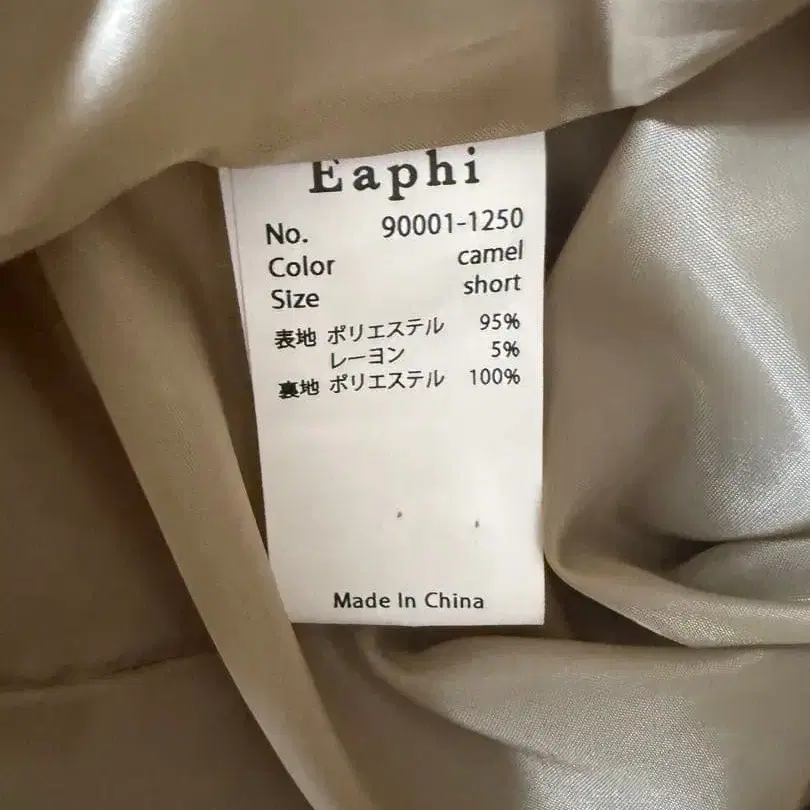 Eaphi
No. 90001-1250
Color camel
Size short
表地 ポリエステル 95%
レーヨン 5%
裏地 ポリエステル 100%
Made In China